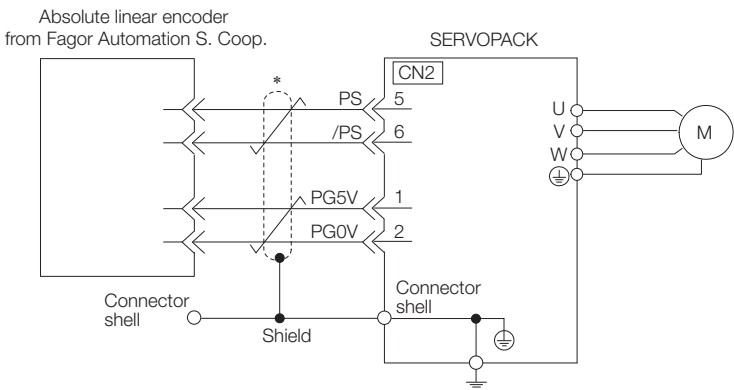 Absolute linear encoder
from Fagor Automation S. Coop.
SERVOPACK
CN2
*
PS 5
/PS 6
PG5V 1
PG0V 2
U
V
W
M
Connector
shell
Shield
Connector
shell